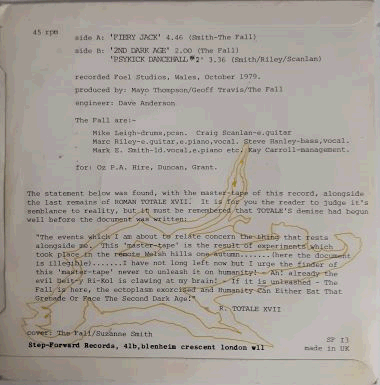 45 rpm
side A: 'FIERY JACK' 4.46 (Smith-The Fall)
side B: '2ND DARK AGE' 2.00 (The Fall)
'PSYKICK DANCEHALL #2' 3.36 (Smith/Riley/Scanlan)
recorded Foel Studios, Wales, October 1979.
produced by: Mayo Thompson/Geoff Travis/The Fall
engineer: Dave Anderson
The Fall are:-
Mike Leigh-drums,pcsn. Craig Scanlan-e.guitar
Marc Riley-e.guitar,e.piano,vocal. Steve Hanley-bass,vocal.
Mark E. Smith-ld.vocal,e.piano etc. Kay Carroll-management.
for: Oz P.A. Hire, Duncan, Grant.
The statement below was found, with the master-tape of this record, alongside
the last remains of ROMAN TOTALE XVII. It is for you the reader to judge it's
semblance to reality, but it must be remembered that TOTALE'S demise had begun
well before the document was written:
"The events which I am about to relate concern the thing that rests
alongside me. This 'master-tape' is the result of experiments which
took place in the remote Welsh hills one autumn.......(here the document
is illegible)......I have not long left now but I urge the finder of
this 'master-tape' never to unleash it on humanity! - Ah! already the
evil Deit-y Ri-Kol is clawing at my brain! - If it is unleashed - The
Fall is here, the ectoplasm exorcised and Humanity Can Either Eat That
Grenade Or Face The Second Dark Age!"
R. TOTALE XVII
cover: The Fall/Suzanne Smith
Step-Forward Records, 41b,blenheim crescent london w11
SF 13
made in UK